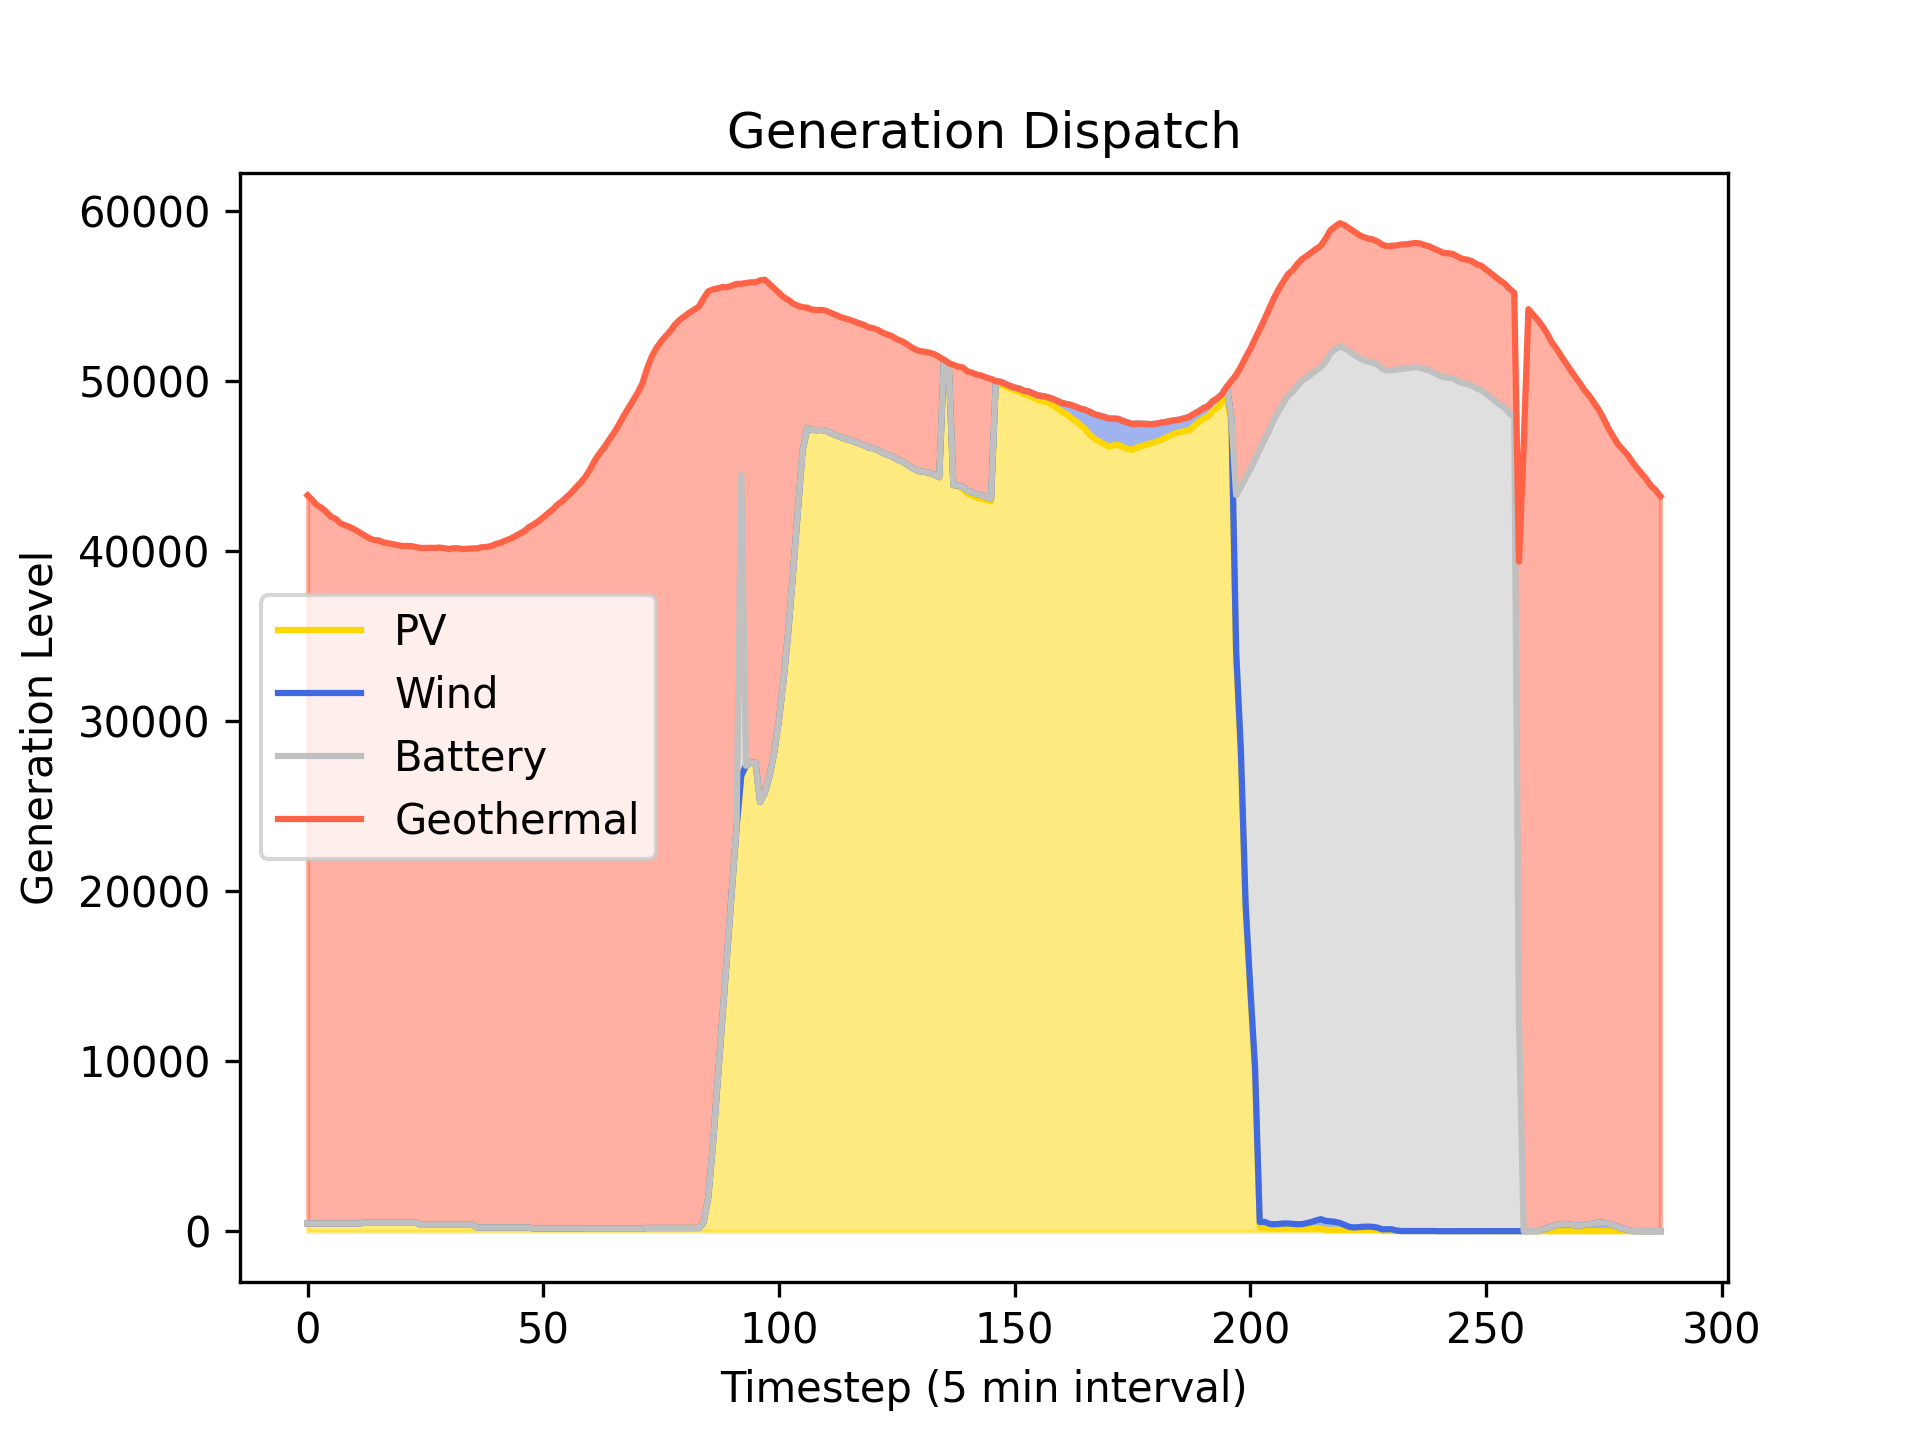 Generation Dispatch
60000
50000
40000
30000
20000
10000
0
Generation Level
PV
Wind
Battery
Geothermal
0 50 100 150 200 250 300
Timestep (5 min interval)